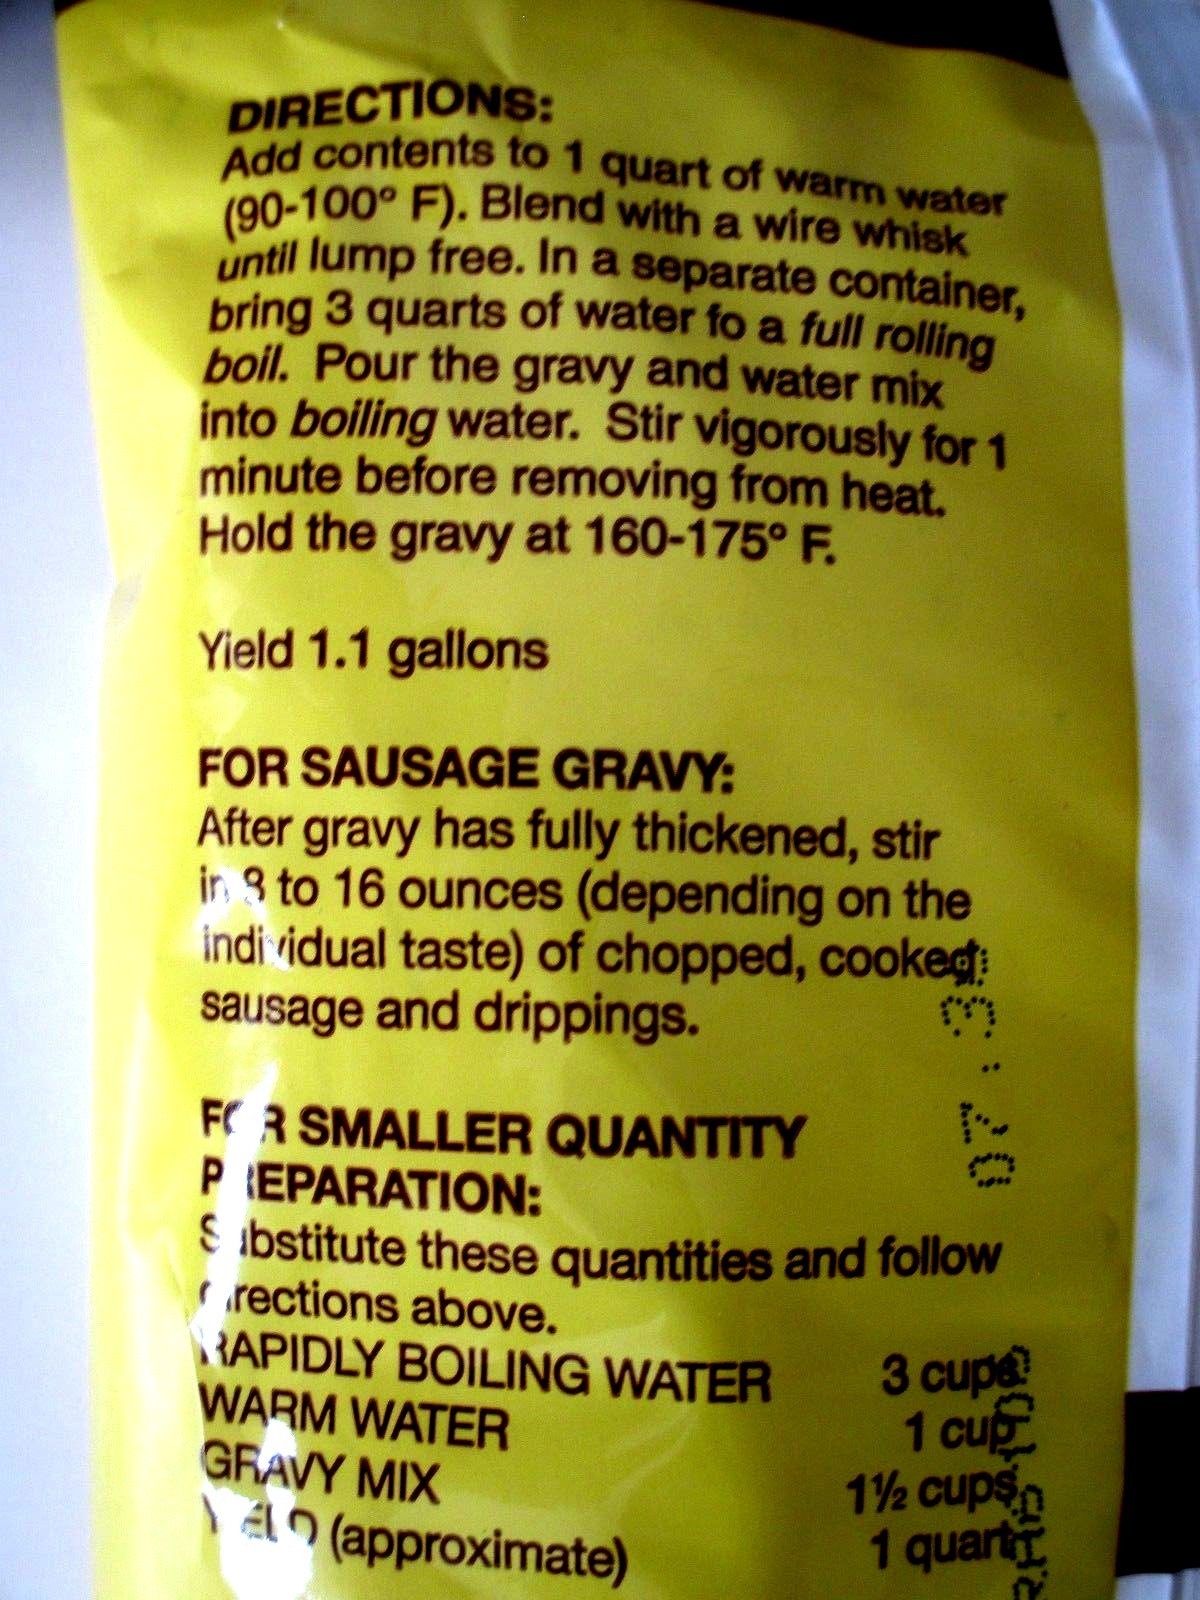 DIRECTIONS:
Add contents to 1 quart of warm water
(90-100° F). Blend with a wire whisk
until lump free. In a separate container,
bring 3 quarts of water fo a full rolling
boil. Pour the gravy and water mix
into boiling water. Stir vigorously for 1
minute before removing from heat.
Hold the gravy at 160-175° F.
Yield 1.1 gallons
FOR SAUSAGE GRAVY:
After gravy has fully thickened, stir
in 8 to 16 ounces (depending on the
individual taste) of chopped, cooked
sausage and drippings.
FOR SMALLER QUANTITY
PREPARATION:
Substitute these quantities and follow
directions above.
RAPIDLY BOILING WATER 3 cups
WARM WATER 1 cup
GRAVY MIX 1½ cups
YIELD (approximate) 1 quart